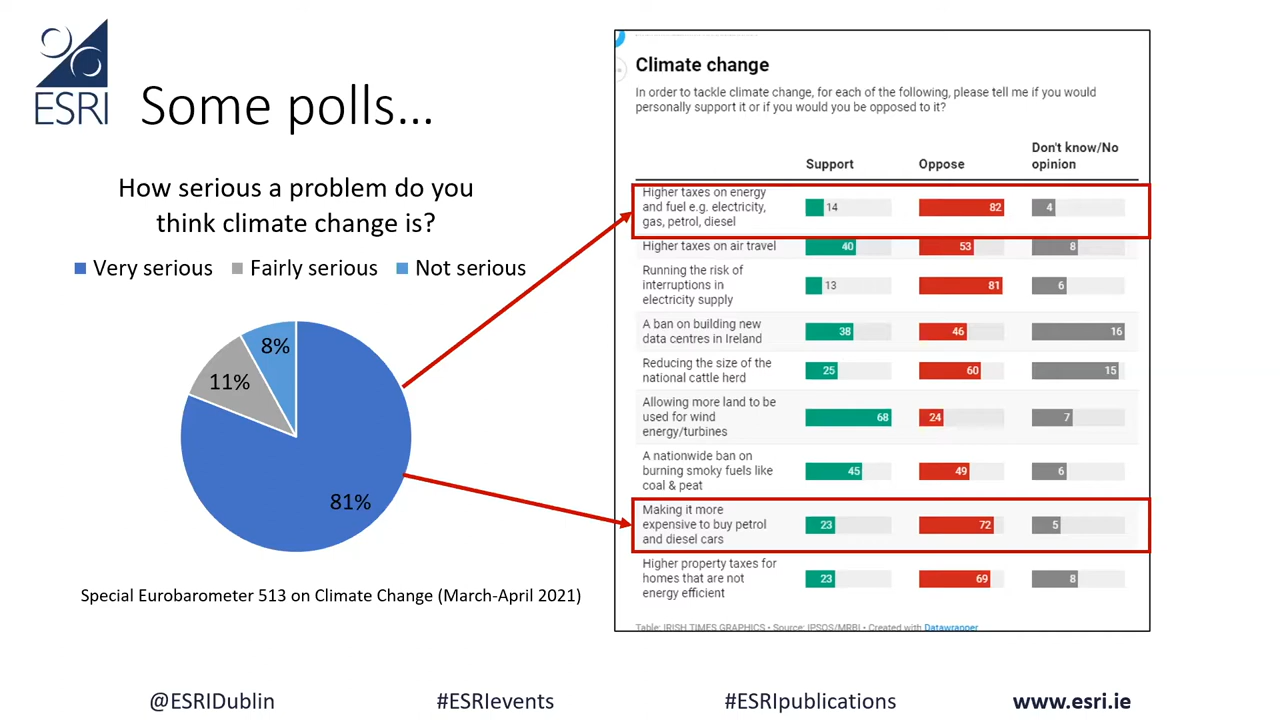 ESRI
Some polls...
How serious a problem do you
think climate change is?
Very serious
Fairly serious
Not serious
8%
11%
81%
Special Eurobarometer 513 on Climate Change (March-April 2021)
Climate change
In order to tackle climate change, for each of the following, please tell me if you would
personally support it or if you would you be opposed to it?
Support
Oppose
Don't know/No
opinion
Higher taxes on energy
and fuel e.g. electricity,
gas, petrol, diesel
14
82
4
Higher taxes on air travel
40
53
8
Running the risk of
interruptions in
electricity supply
13
81
6
A ban on building new
data centres in Ireland
38
46
16
Reducing the size of the
national cattle herd
25
60
15
Allowing more land to be
used for wind
energy/turbines
68
24
7
A nationwide ban on
burning smoky fuels like
coal & peat
45
49
6
Making it more
expensive to buy petrol
and diesel cars
23
72
5
Higher property taxes for
homes that are not
energy efficient
23
69
8
Table: IRISH TIMES GRAPHICS • Source: IPSOS/MRBI • Created with Datawrapper
@ESRIDublin
#ESRIevents
#ESRIpublications
www.esri.ie